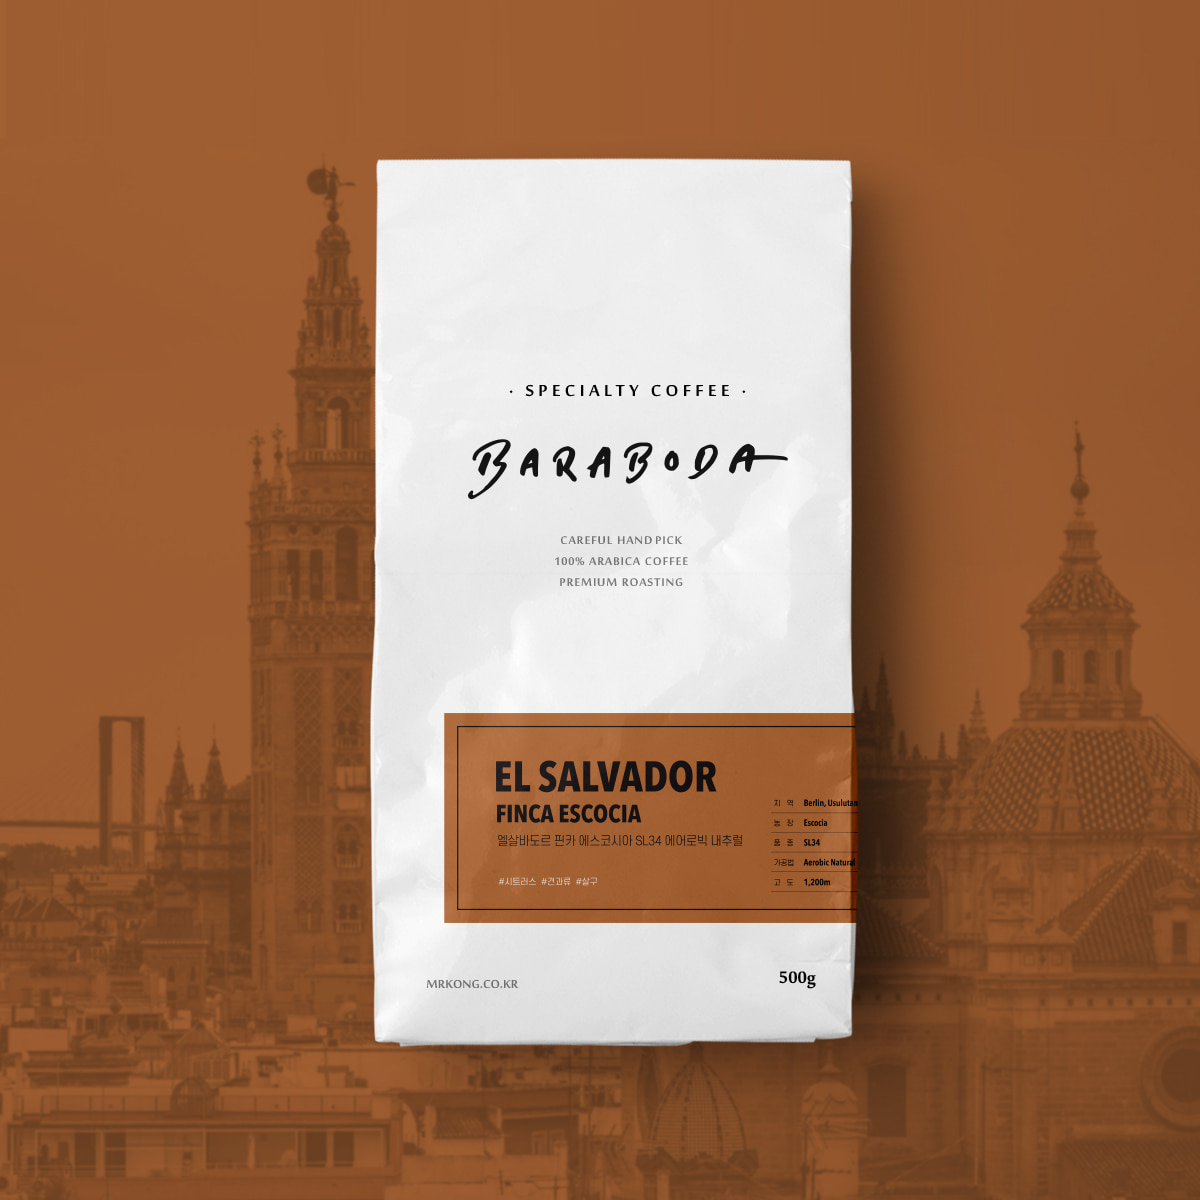 · SPECIALTY COFFEE ·
BARABODA
CAREFUL HAND PICK
100% ARABICA COFFEE
PREMIUM ROASTING
EL SALVADOR
FINCA ESCOCIA
엘살바도르 핀카 에스코시아 SL34 에어로빅 내추럴
#시트러스 #견과류 #살구
지 역 Berlin, Usulutan
농 장 Escocia
품 종 SL34
가공법 Aerobic Natural
고 도 1,200m
MRKONG.CO.KR
500g